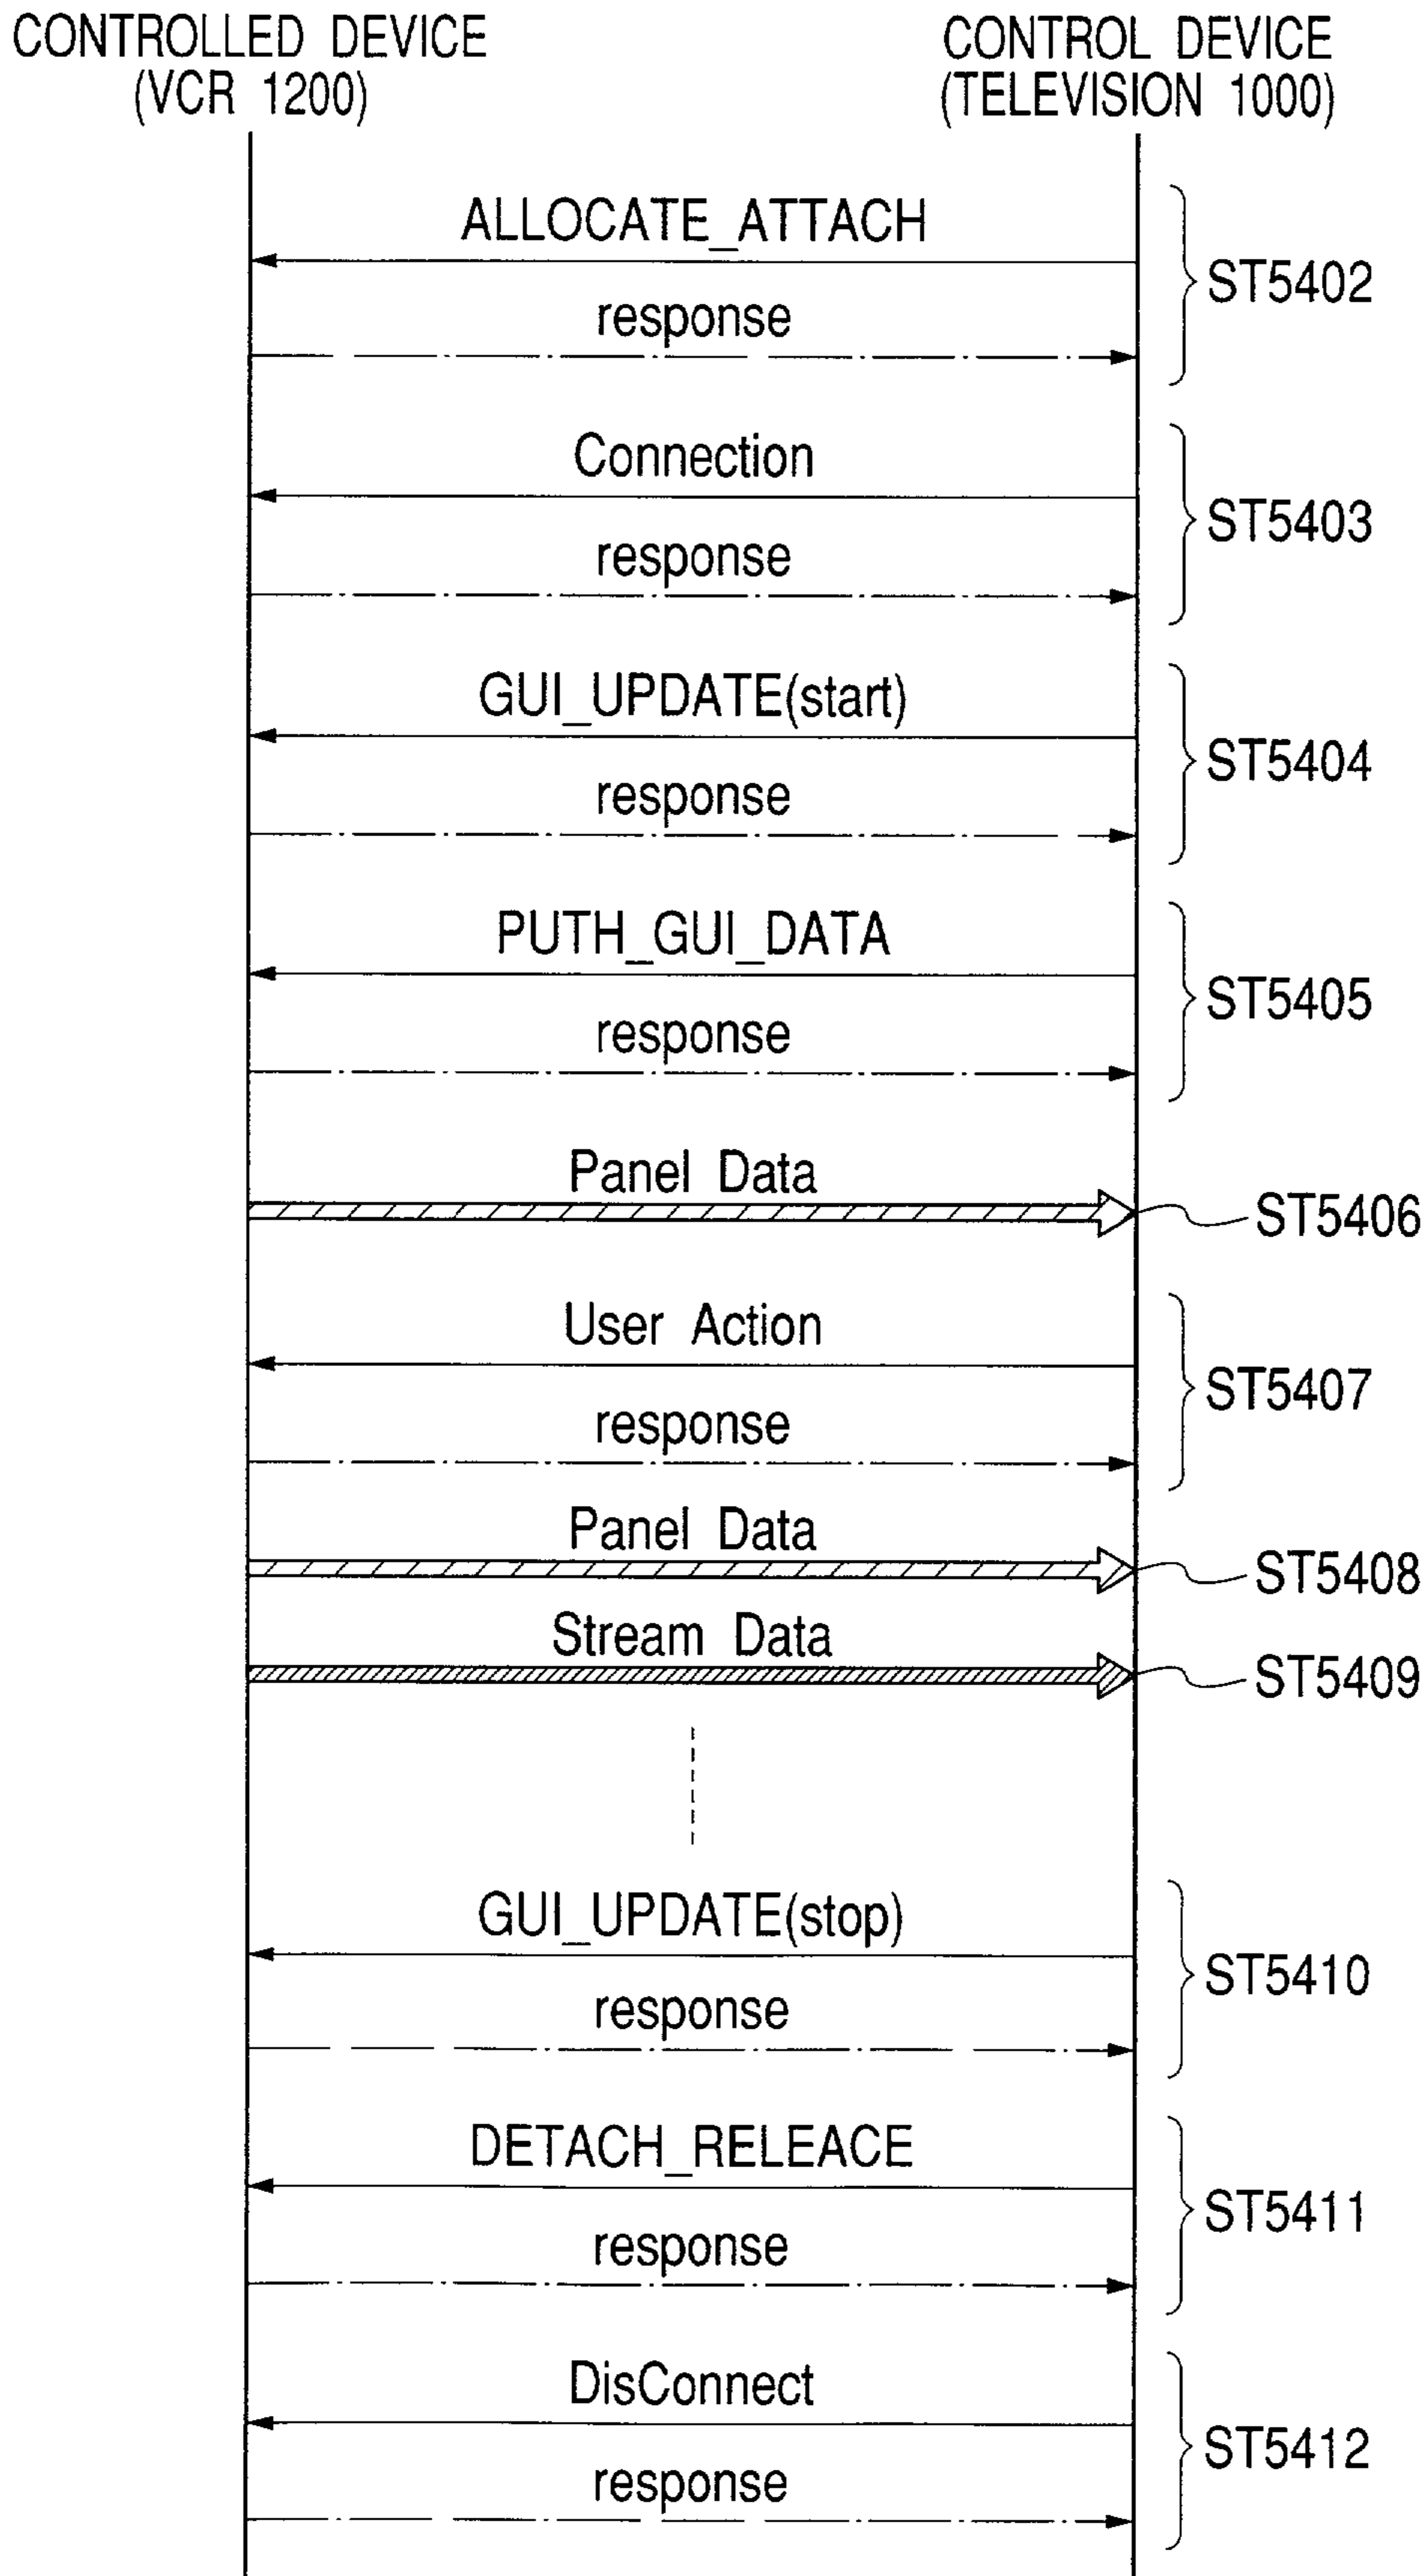 CONTROLLED DEVICE
(VCR 1200)
CONTROL DEVICE
(TELEVISION 1000)
ALLOCATE_ATTACH
response
ST5402
Connection
response
ST5403
GUI_UPDATE(start)
response
ST5404
PUTH_GUI_DATA
response
ST5405
Panel Data
ST5406
User Action
response
ST5407
Panel Data
ST5408
Stream Data
ST5409
GUI_UPDATE(stop)
response
ST5410
DETACH_RELEACE
response
ST5411
DisConnect
response
ST5412